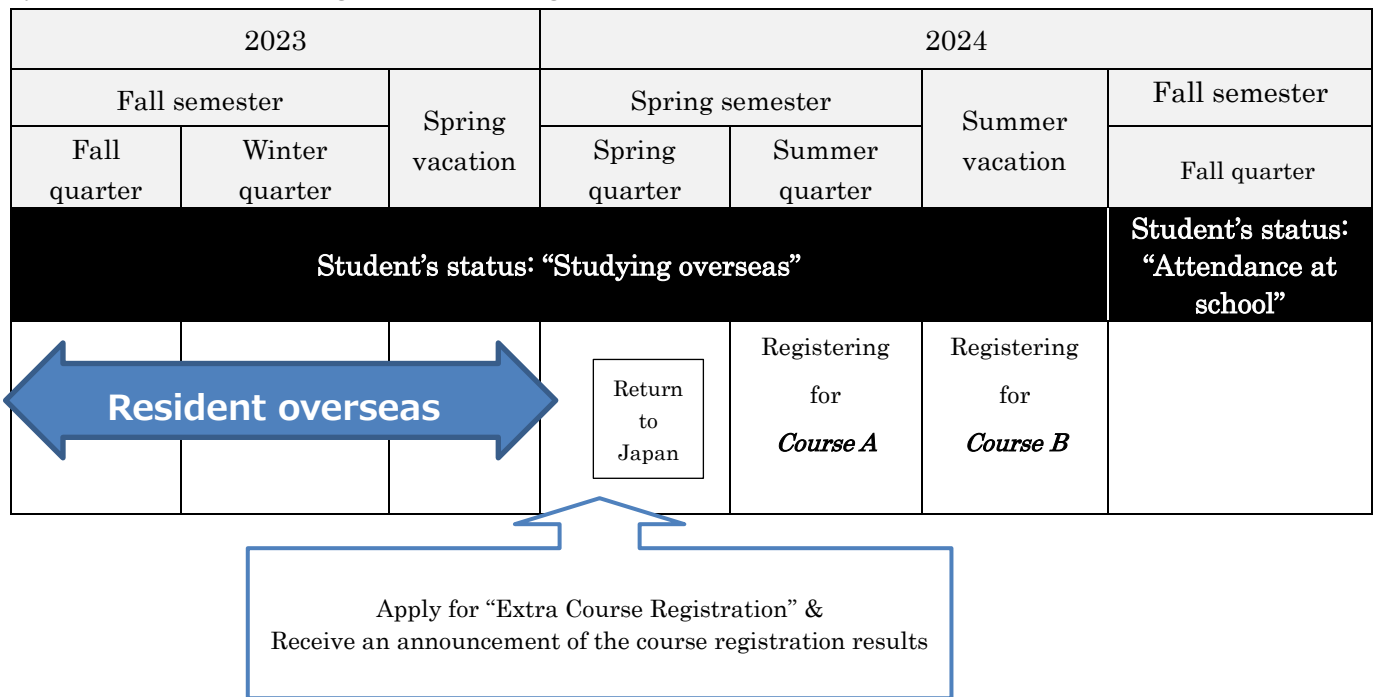 2023
2024
Fall semester
Spring
vacation
Spring semester
Summer
vacation
Fall semester
Fall
quarter
Winter
quarter
Spring
quarter
Summer
quarter
Fall quarter
Student's status: “Studying overseas”
Student's status:
“Attendance at
school”
Resident overseas
Return
to
Japan
Registering
for
Course A
Registering
for
Course B
Apply for “Extra Course Registration” &
Receive an announcement of the course registration results